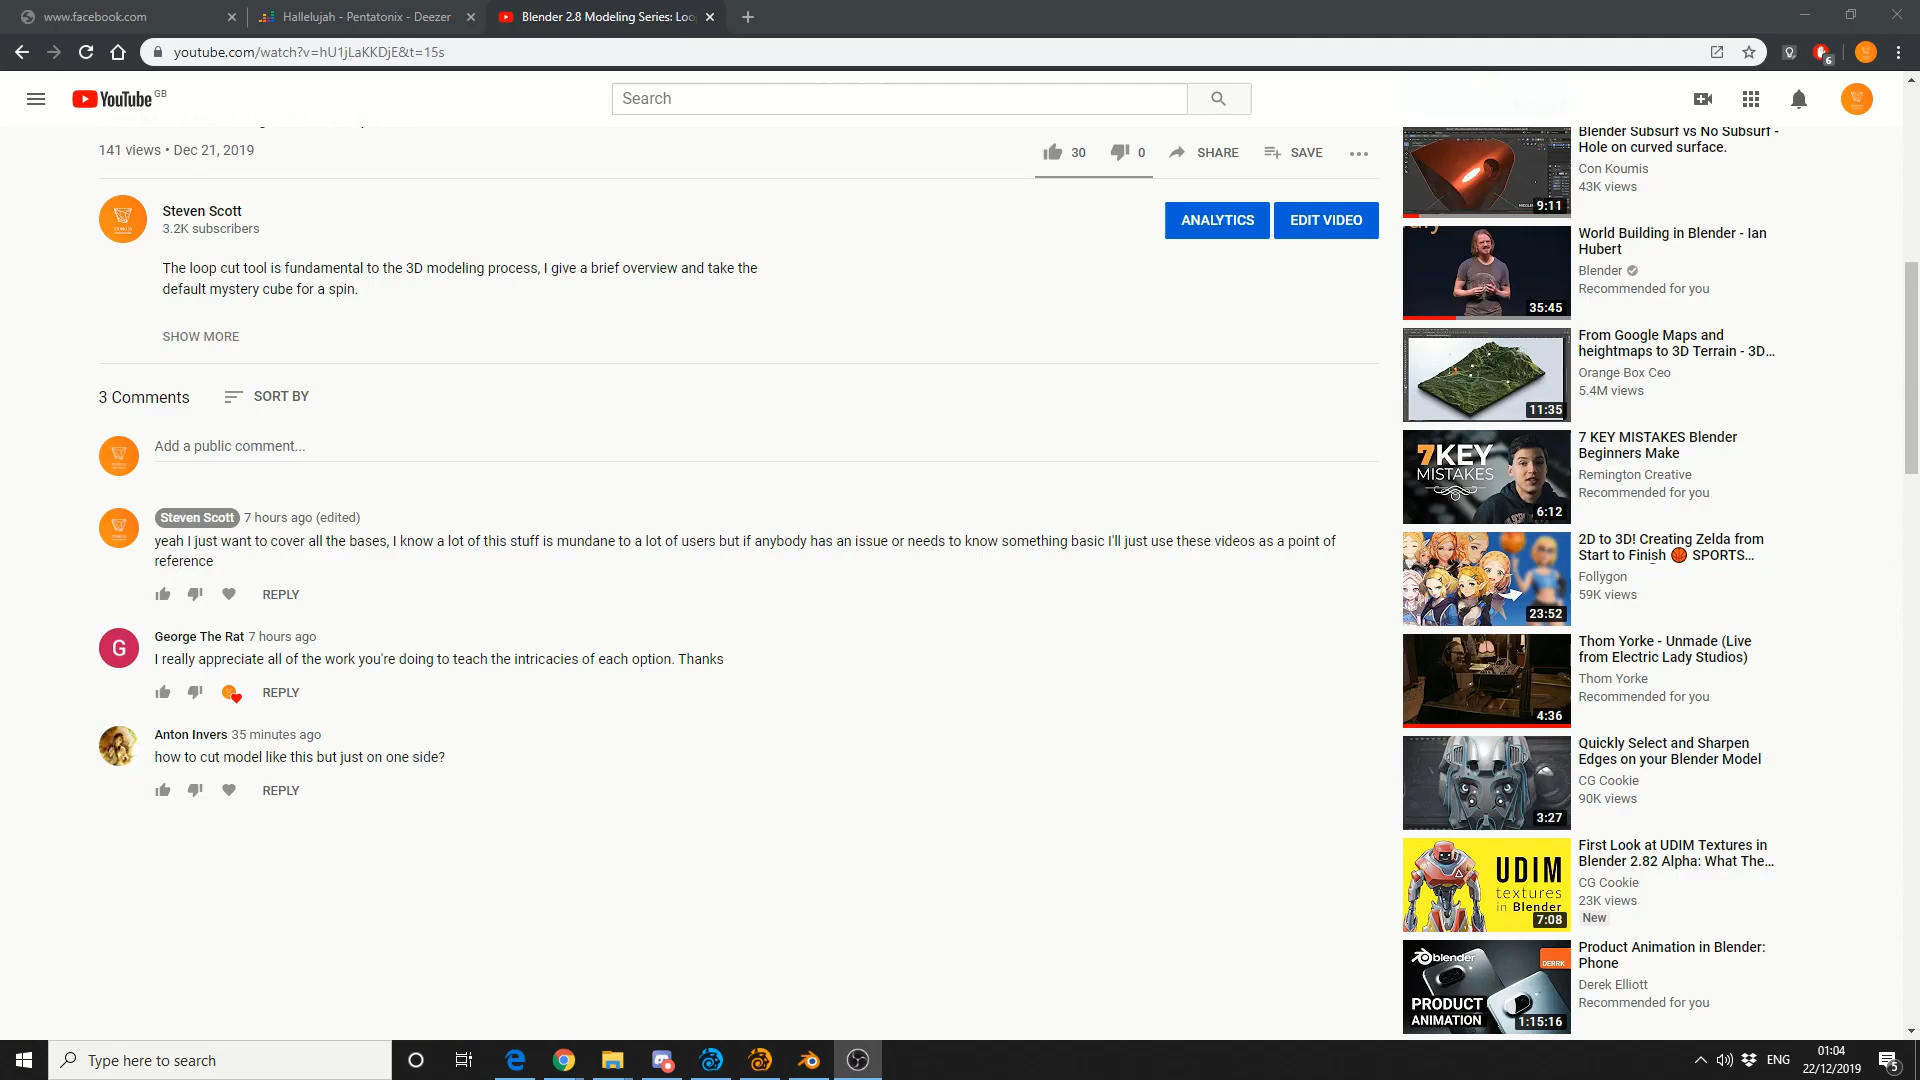 www.facebook.com
Hallelujah - Pentatonix - Deezer
Blender 2.8 Modeling Series: Loo
youtube.com/watch?v=hU1jLaKKDjE&t=15s
6
YouTube GB
Search
141 views • Dec 21, 2019
30
0
SHARE
SAVE
Steven Scott
3.2K subscribers
ANALYTICS
EDIT VIDEO
The loop cut tool is fundamental to the 3D modeling process, I give a brief overview and take the
default mystery cube for a spin.
SHOW MORE
3 Comments
SORT BY
Add a public comment...
Steven Scott 7 hours ago (edited)
yeah I just want to cover all the bases, I know a lot of this stuff is mundane to a lot of users but if anybody has an issue or needs to know something basic I'll just use these videos as a point of
reference
REPLY
G
George The Rat 7 hours ago
I really appreciate all of the work you're doing to teach the intricacies of each option. Thanks
REPLY
Anton Invers 35 minutes ago
how to cut model like this but just on one side?
REPLY
Blender Subsurf vs No Subsurf -
Hole on curved surface.
Con Koumis
43K views
9:11
World Building in Blender - Ian
Hubert
Blender
Recommended for you
35:45
From Google Maps and
heightmaps to 3D Terrain - 3D...
Orange Box Ceo
5.4M views
11:35
7 KEY MISTAKES Blender
Beginners Make
Remington Creative
Recommended for you
7KEY
MISTAKES
6:12
2D to 3D! Creating Zelda from
Start to Finish 🏀 SPORTS...
Follygon
59K views
23:52
Thom Yorke - Unmade (Live
from Electric Lady Studios)
Thom Yorke
Recommended for you
4:36
Quickly Select and Sharpen
Edges on your Blender Model
CG Cookie
90K views
3:27
First Look at UDIM Textures in
Blender 2.82 Alpha: What The...
CG Cookie
23K views
New
UDIM
textures
in Blender
7:08
Product Animation in Blender:
Phone
Derek Elliott
Recommended for you
blender
DERRK
PRODUCT
ANIMATION
1:15:16
Type here to search
ENG
01:04
22/12/2019
5